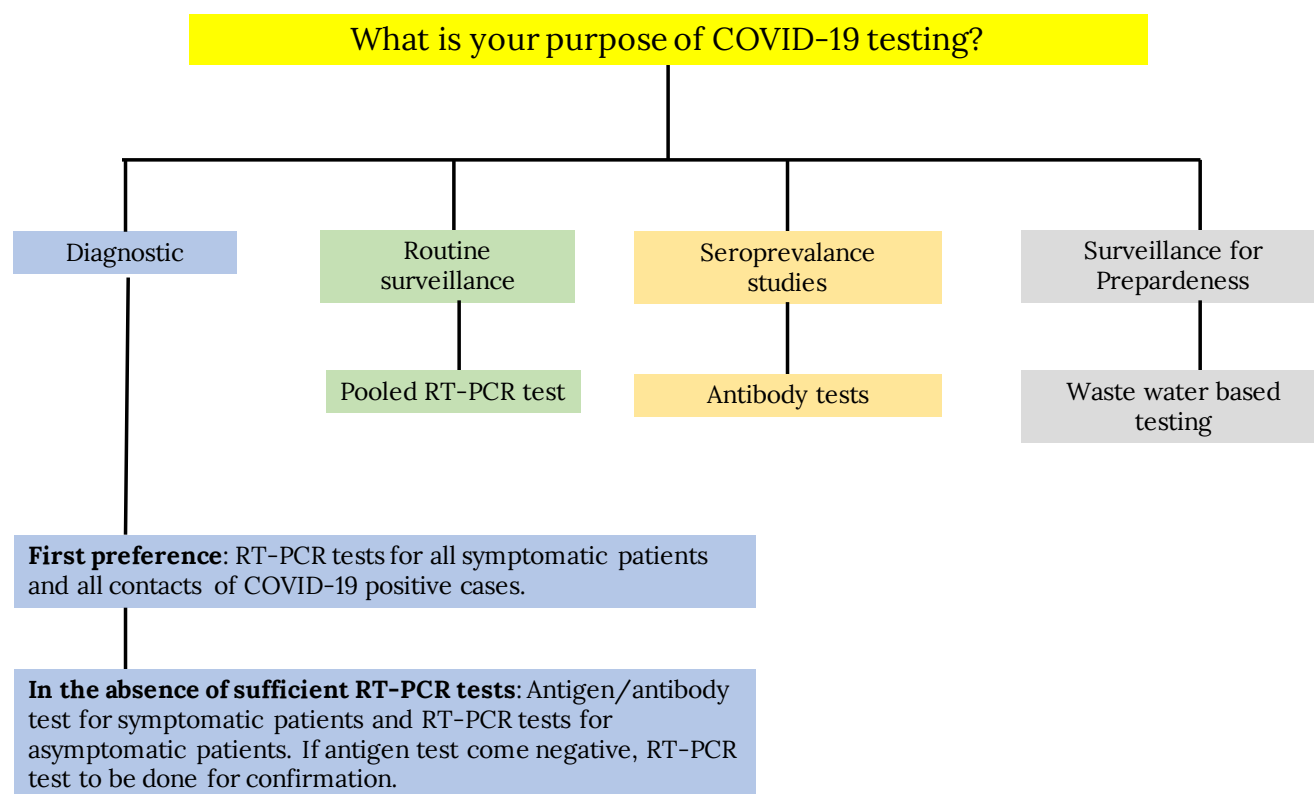 What is your purpose of COVID-19 testing?
Diagnostic
Routine
surveillance
Seroprevalance
studies
Surveillance for
Prepardeness
Pooled RT-PCR test
Antibody tests
Waste water based
testing
First preference: RT-PCR tests for all symptomatic patients
and all contacts of COVID-19 positive cases.
In the absence of sufficient RT-PCR tests: Antigen/antibody
test for symptomatic patients and RT-PCR tests for
asymptomatic patients. If antigen test come negative, RT-PCR
test to be done for confirmation.